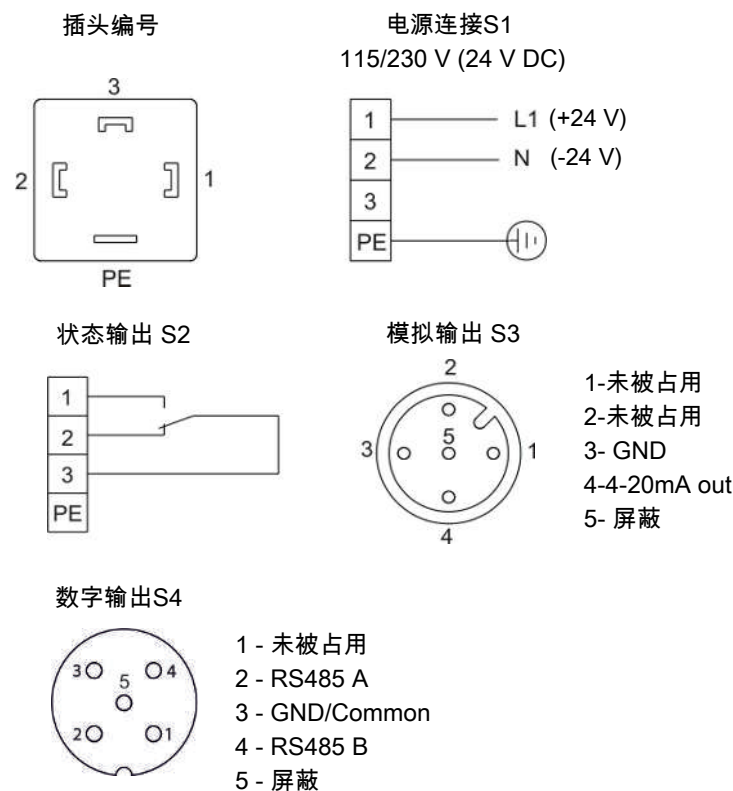 插头编号
3
2
1
PE
电源连接S1
115/230 V (24 V DC)
1
L1 (+24 V)
2
N (-24 V)
3
PE
状态输出 S2
1
2
3
PE
模拟输出 S3
2
3
5
1
4
1-未被占用
2-未被占用
3- GND
4-4-20mA out
5- 屏蔽
数字输出S4
3
5
4
2
1
1 - 未被占用
2 - RS485 A
3 - GND/Common
4 - RS485 B
5 - 屏蔽